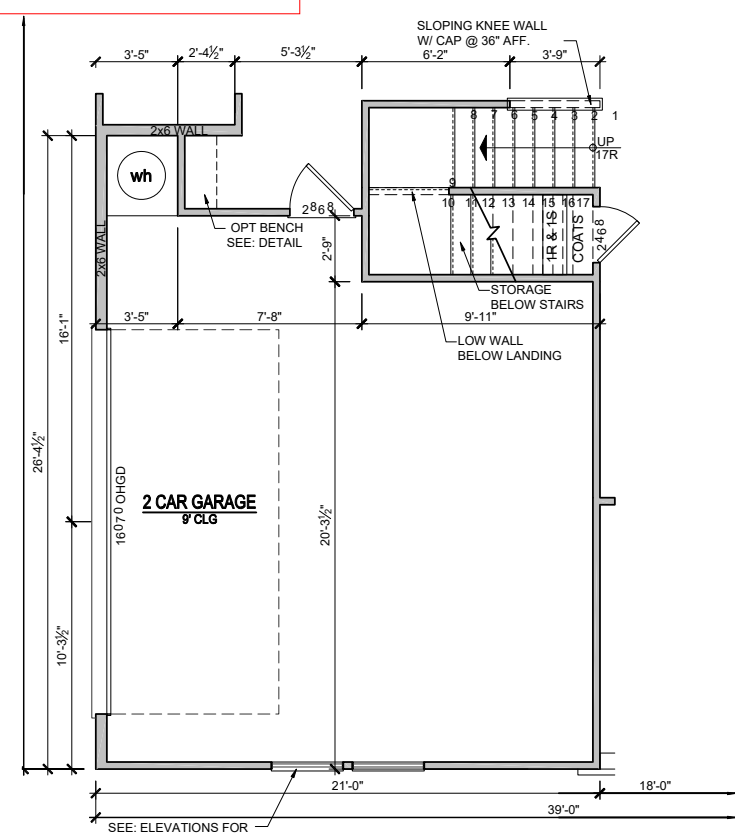 SLOPING KNEE WALL
W/ CAP @ 36" AFF.
3'-5"
2'-4½"
5'-3½"
6'-2"
3'-9"
2x6 WALL
8 7 6 5 4 3 2 1
UP
17R
wh
9
10 11 12 13 14 15 16 17
2868
OPT BENCH
SEE: DETAIL
1R & 1S
COATS
2468
2'-9"
2x6 WALL
STORAGE
BELOW STAIRS
3'-5"
7'-8"
9'-11"
16'-1"
LOW WALL
BELOW LANDING
26'-4½"
16070 OHGD
2 CAR GARAGE
9' CLG
20'-3½"
10'-3½"
21'-0"
18'-0"
39'-0"
SEE: ELEVATIONS FOR